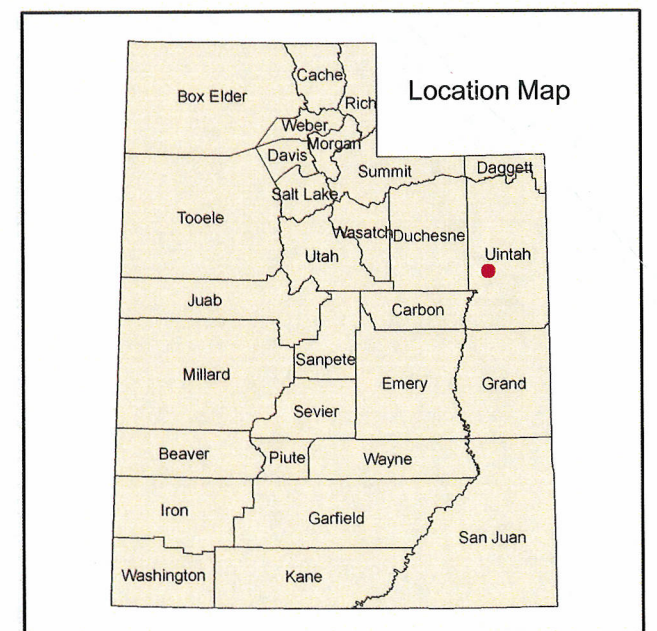 Cache
Location Map
Box Elder
Rich
Weber
Morgan
Davis
Summit
Daggett
Salt Lake
Tooele
Wasatch
Duchesne
Utah
Uintah
Juab
Carbon
Sanpete
Millard
Emery
Grand
Sevier
Beaver
Piute
Wayne
Iron
Garfield
San Juan
Washington
Kane